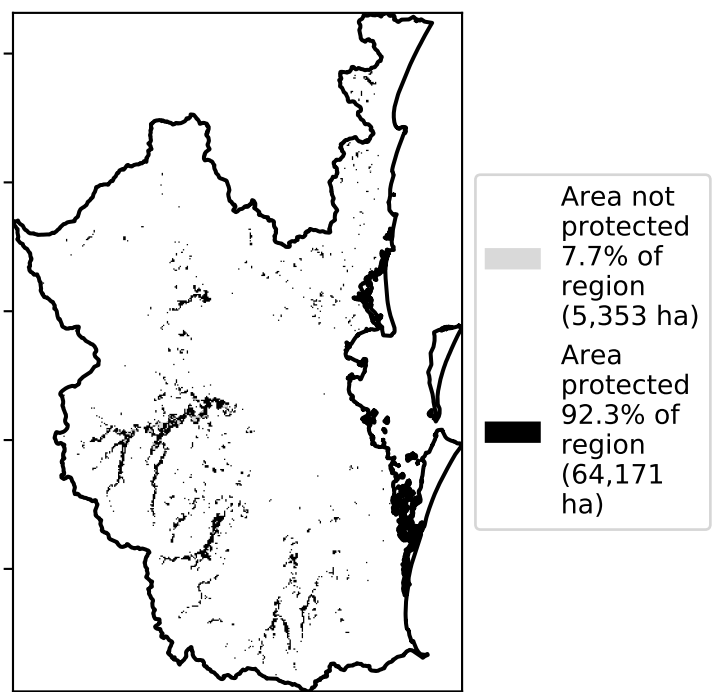 Area not
protected
7.7% of
region
(5,353 ha)
Area
protected
92.3% of
region
(64,171
ha)